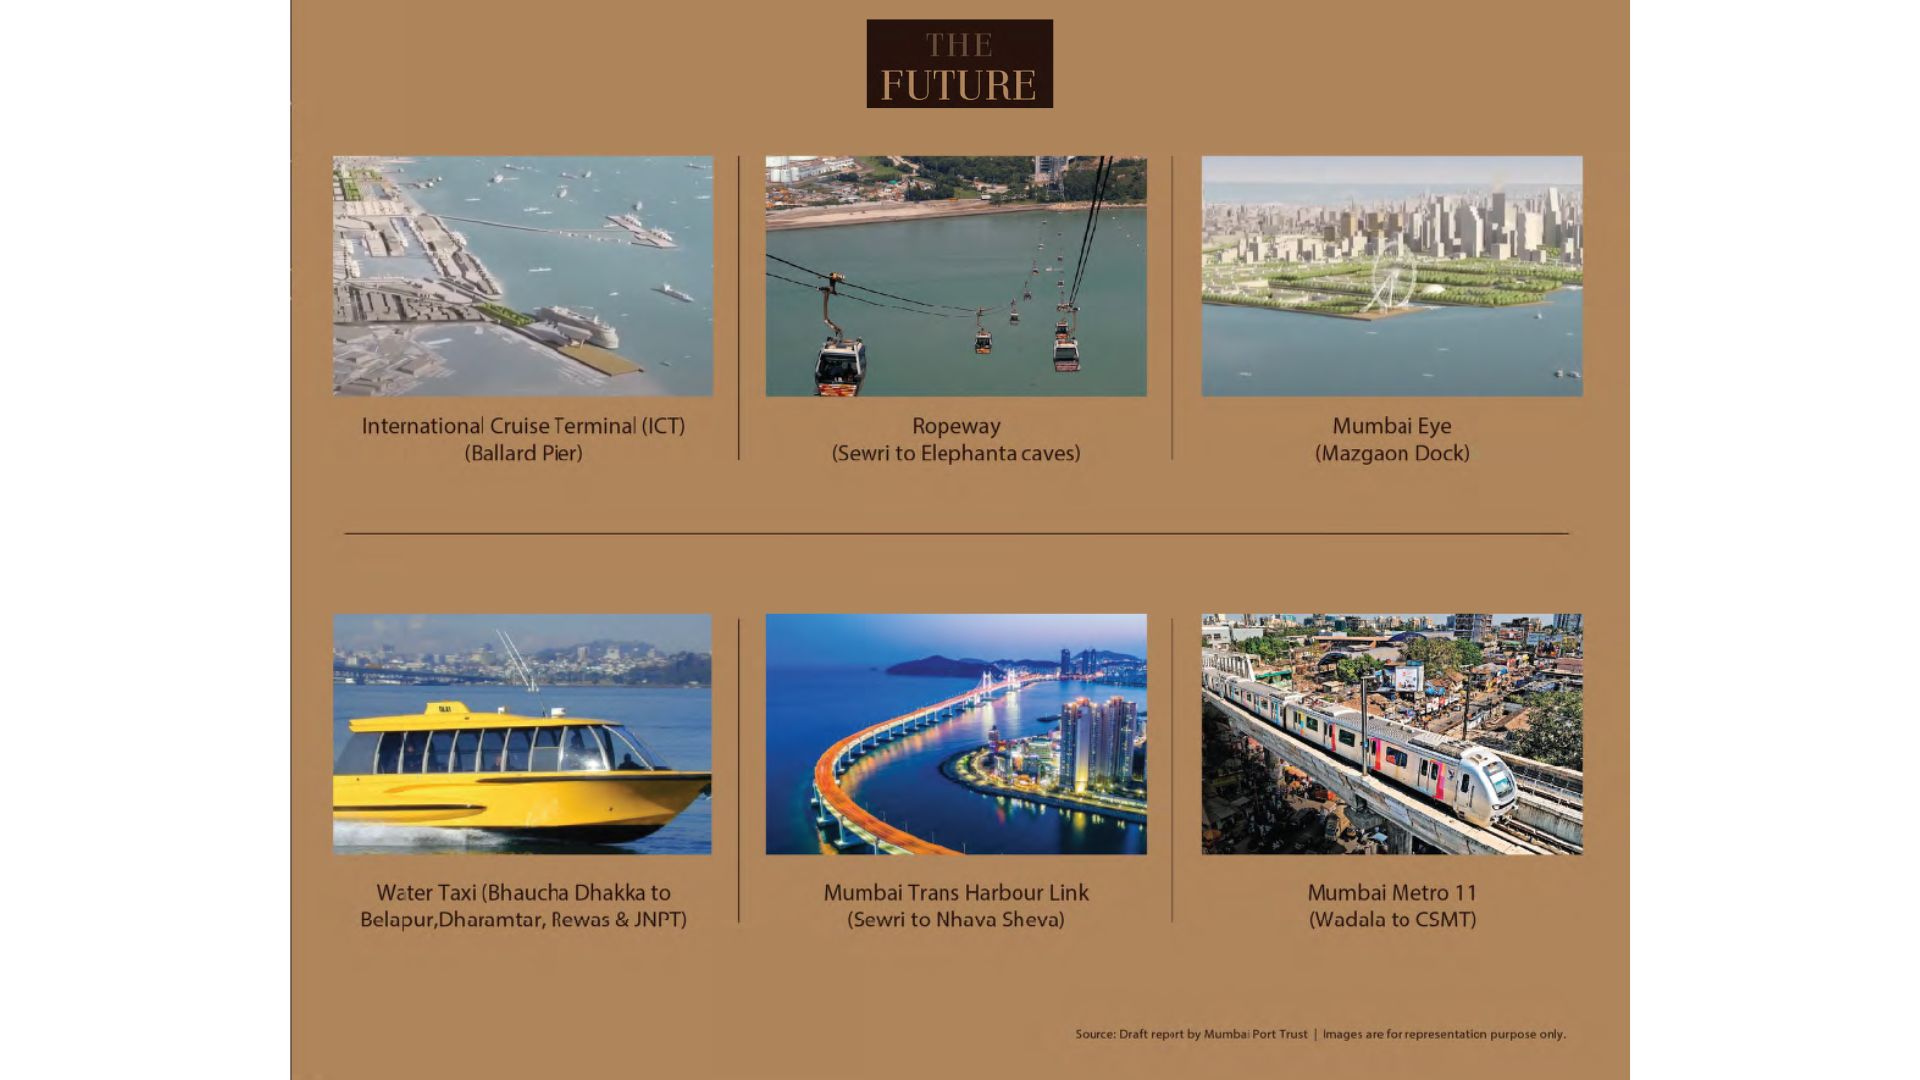 THE
FUTURE
International Cruise Terminal (ICT)
(Ballard Pier)
Ropeway
(Sewri to Elephanta caves)
Mumbai Eye
(Mazgaon Dock)
Water Taxi (Bhaucha Dhakka to
Belapur,Dharamtar, Rewas & JNPT)
Mumbai Trans Harbour Link
(Sewri to Nhava Sheva)
Mumbai Metro 11
(Wadala to CSMT)
Source: Draft report by Mumbai Port Trust | Images are for representation purpose only.